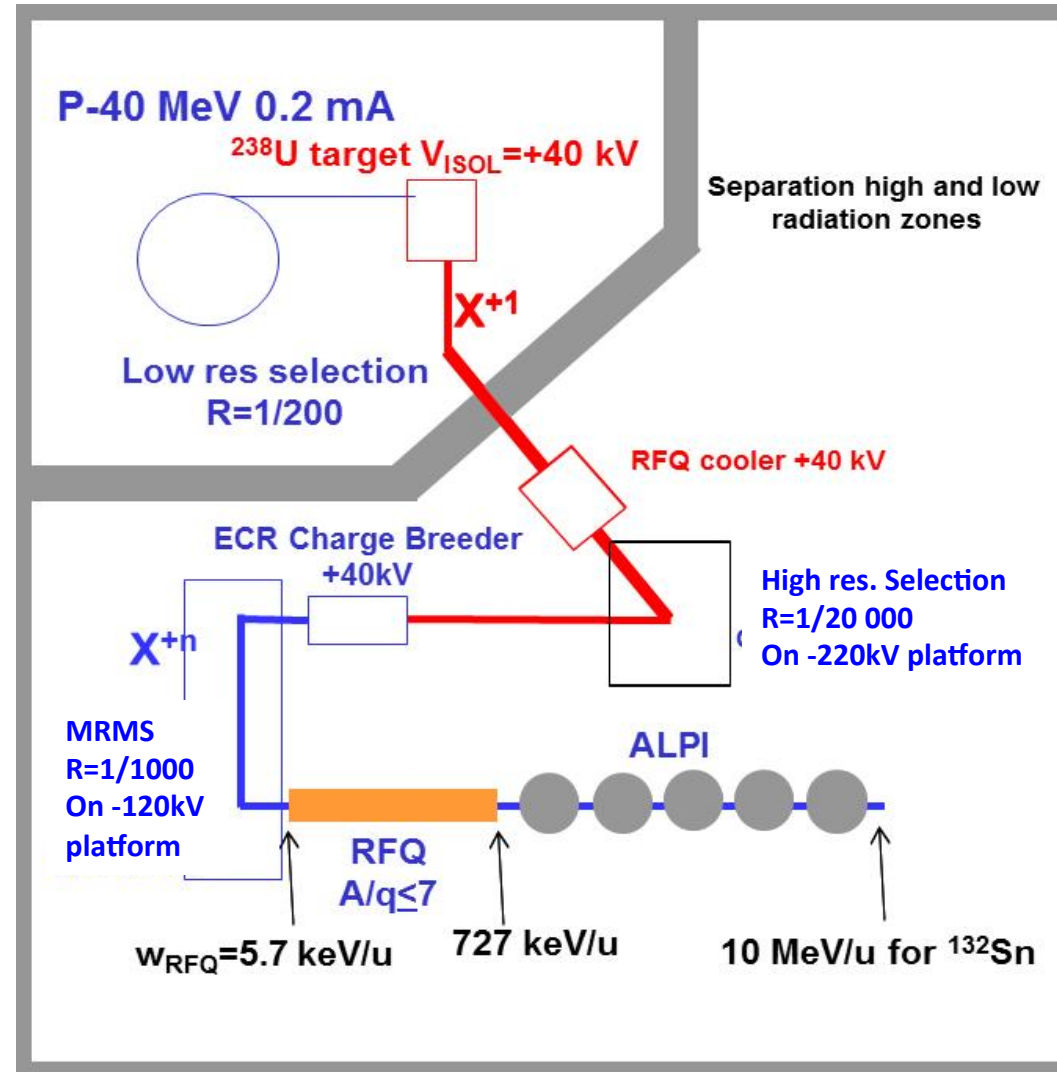 P-40 MeV 0.2 mA
²³⁸U target V_ISOL=+40 kV
Separation high and low
radiation zones
X⁺¹
Low res selection
R=1/200
RFQ cooler +40 kV
ECR Charge Breeder
+40kV
High res. Selection
R=1/20 000
On -220kV platform
X⁺ⁿ
MRMS
R=1/1000
On -120kV
platform
ALPI
RFQ
A/q≤7
w_RFQ=5.7 keV/u
727 keV/u
10 MeV/u for ¹³²Sn